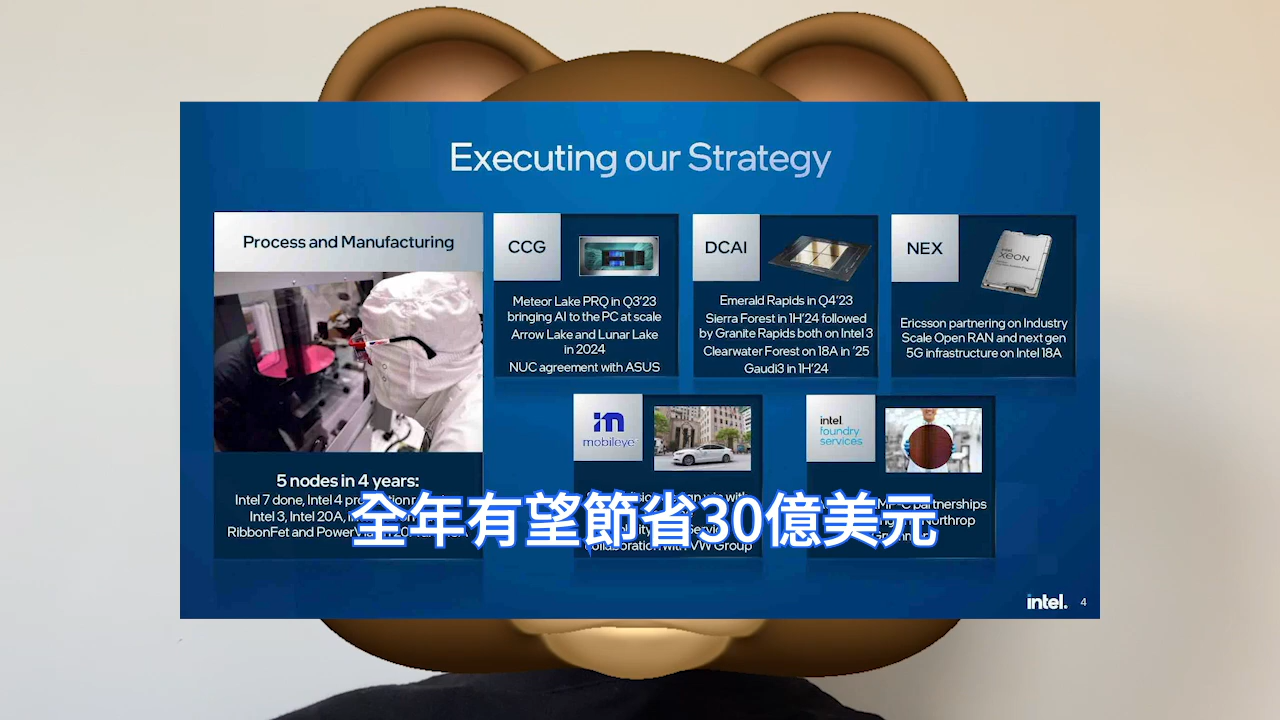 Executing our Strategy
Process and Manufacturing
5 nodes in 4 years:
Intel 7 done, Intel 4
Intel 3, Intel 20A,
RibbonFet and
CCG
Meteor Lake PRQ in Q3'23
bringing AI to the PC at scale
Arrow Lake and Lunar Lake
in 2024
NUC agreement with ASUS
DCAI
Emerald Rapids in Q4'23
Sierra Forest in 1H'24 followed
by Granite Rapids both on Intel 3
Clearwater Forest on 18A in '25
Gaudi3 in 1H'24
NEX
intel
XEON
Ericsson partnering on Industry
Scale Open RAN and next gen
5G infrastructure on Intel 18A
mobileye
with VW Group
intel
foundry
services
partnerships
Northrop
全年有望節省30億美元
intel.
4